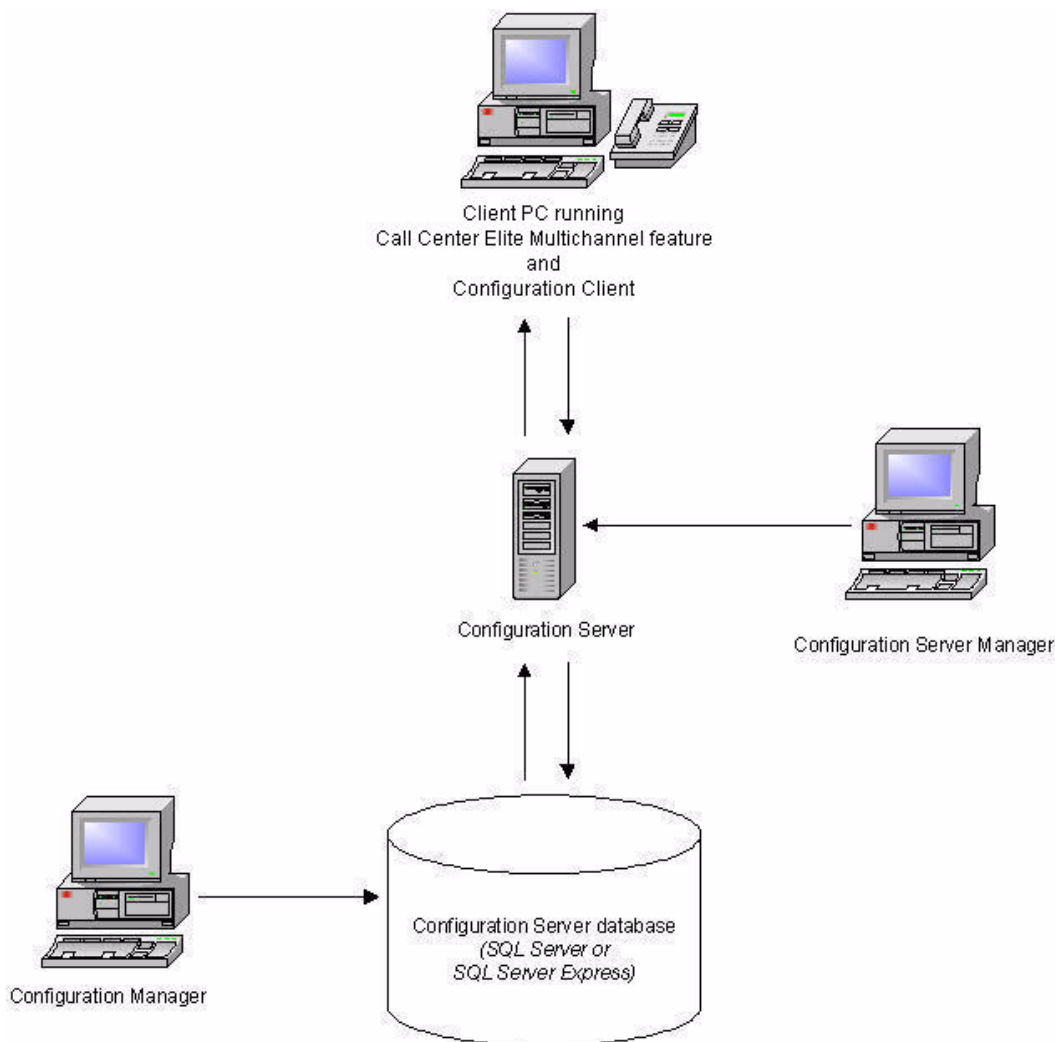 Client PC running
Call Center Elite Multichannel feature
and
Configuration Client
Configuration Server
Configuration Server Manager
Configuration Server database
(SQL Server or
SQL Server Express)
Configuration Manager